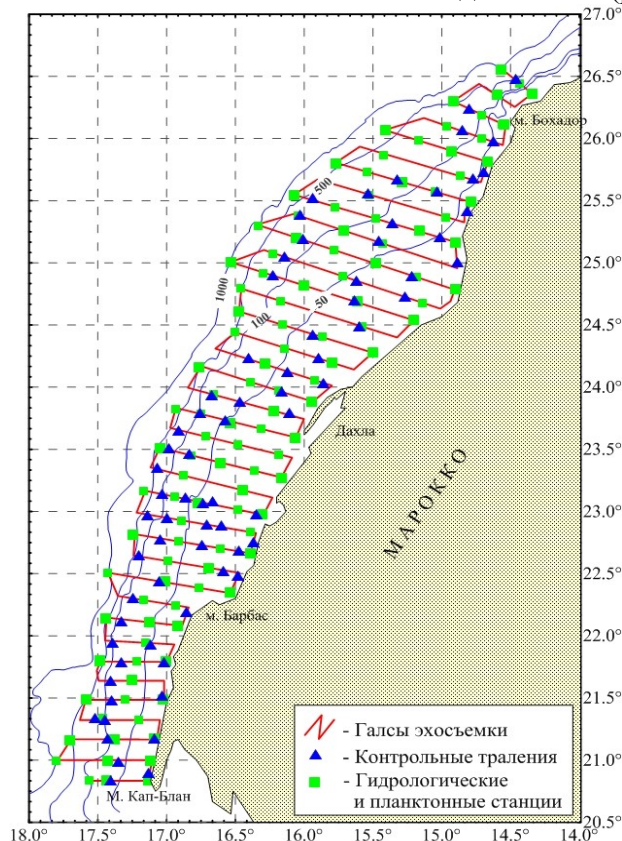 27.0°
26.5°
м. Бохадор
26.0°
500
25.5°
25.0°
1000
50
24.5°
100
24.0°
Дахла
23.5°
МАРОККО
23.0°
22.5°
м. Барбас
22.0°
21.5°
- Галсы эхосъемки
- Контрольные траления
21.0°
- Гидрологические
и планктонные станции
М. Кап-Блан
20.5°
18.0° 17.5° 17.0° 16.5° 16.0° 15.5° 15.0° 14.5° 14.0°